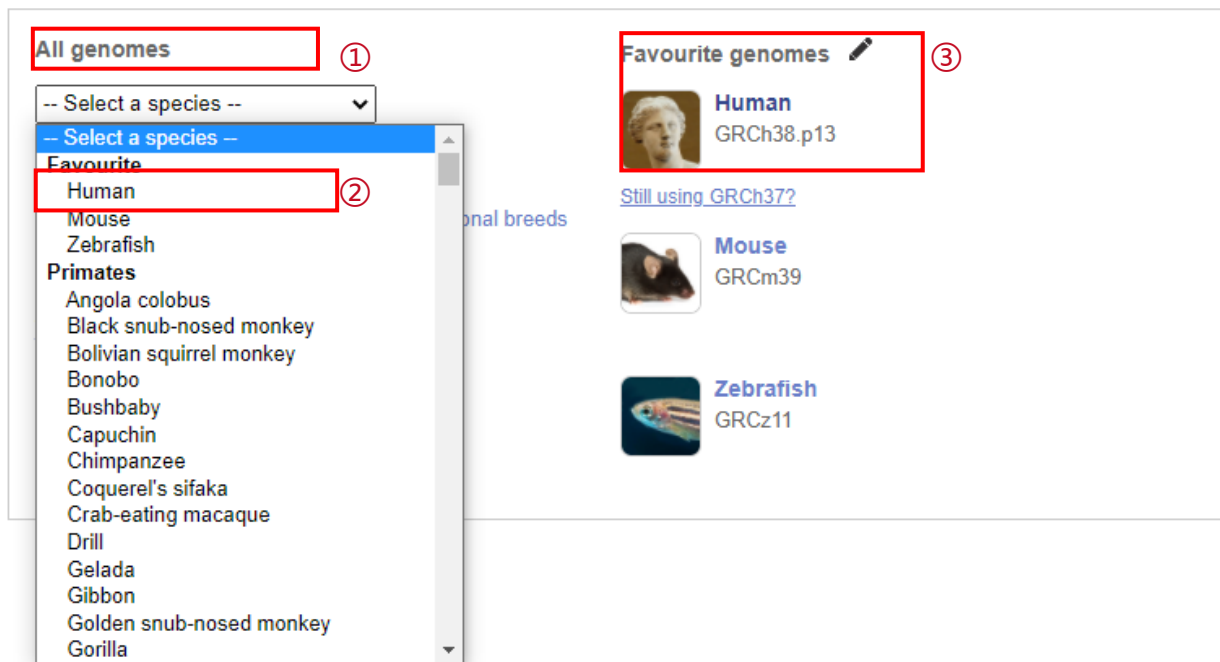 All genomes
①
-- Select a species --
-- Select a species --
Favourite
Human
②
Mouse
Zebrafish
Primates
Angola colobus
Black snub-nosed monkey
Bolivian squirrel monkey
Bonobo
Bushbaby
Capuchin
Chimpanzee
Coquerel's sifaka
Crab-eating macaque
Drill
Gelada
Gibbon
Golden snub-nosed monkey
Gorilla
breeds
Favourite genomes
③
Human
GRCh38.p13
Still using GRCh37?
Mouse
GRCm39
Zebrafish
GRCz11